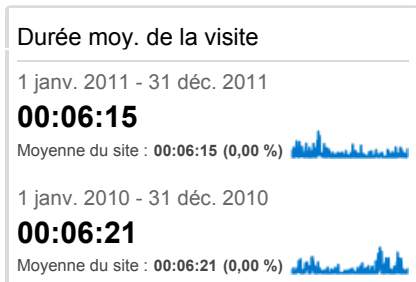 Durée moy. de la visite
1 janv. 2011 - 31 déc. 2011
00:06:15
Moyenne du site : 00:06:15 (0,00 %)
1 janv. 2010 - 31 déc. 2010
00:06:21
Moyenne du site : 00:06:21 (0,00 %)